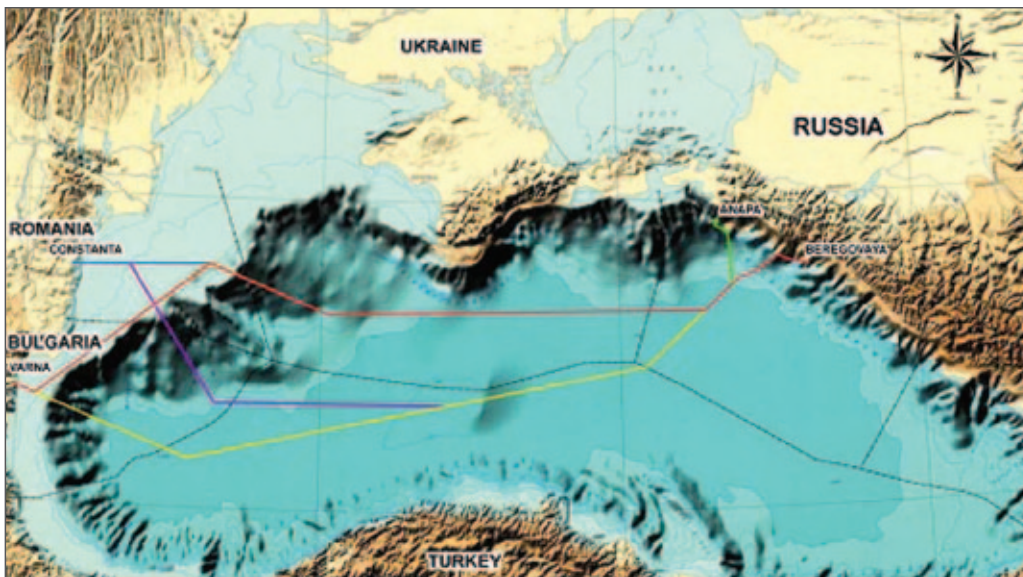 UKRAINE
RUSSIA
ANAPA
ROMANIA
CONSTANTA
BEREGOVAYA
BULGARIA
VARNA
TURKEY